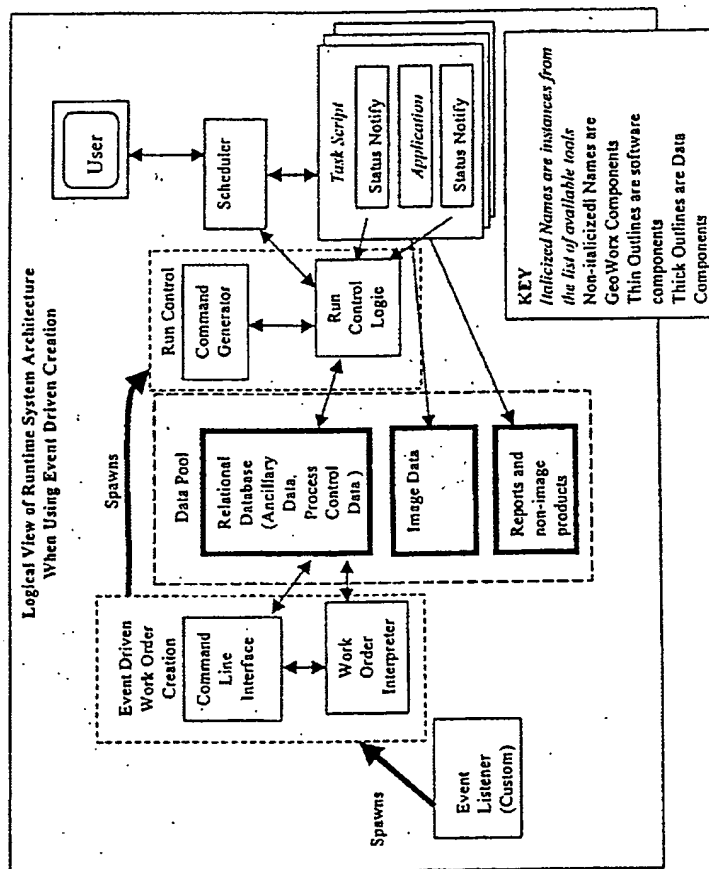 Logical View of Runtime System Architecture
When Using Event Driven Creation
Spawns
Event Driven
Work Order
Creation
Command
Line
Interface
Work
Order
Interpreter
Spawns
Event
Listener
(Custom)
Data Pool
Relational
Database
(Ancillary
Data,
Process
Control
Data )
Image Data
Reports and
non-image
products
Run Control
Command
Generator
Run
Control
Logic
User
Scheduler
Task Script
Status Notify
Application
Status Notify
KEY
Italicized Names are instances from
the list of available tools
Non-italicizedi Names are
GeoWorx Components
Thin Outlines are software
components
Thick Outlines are Data
Components